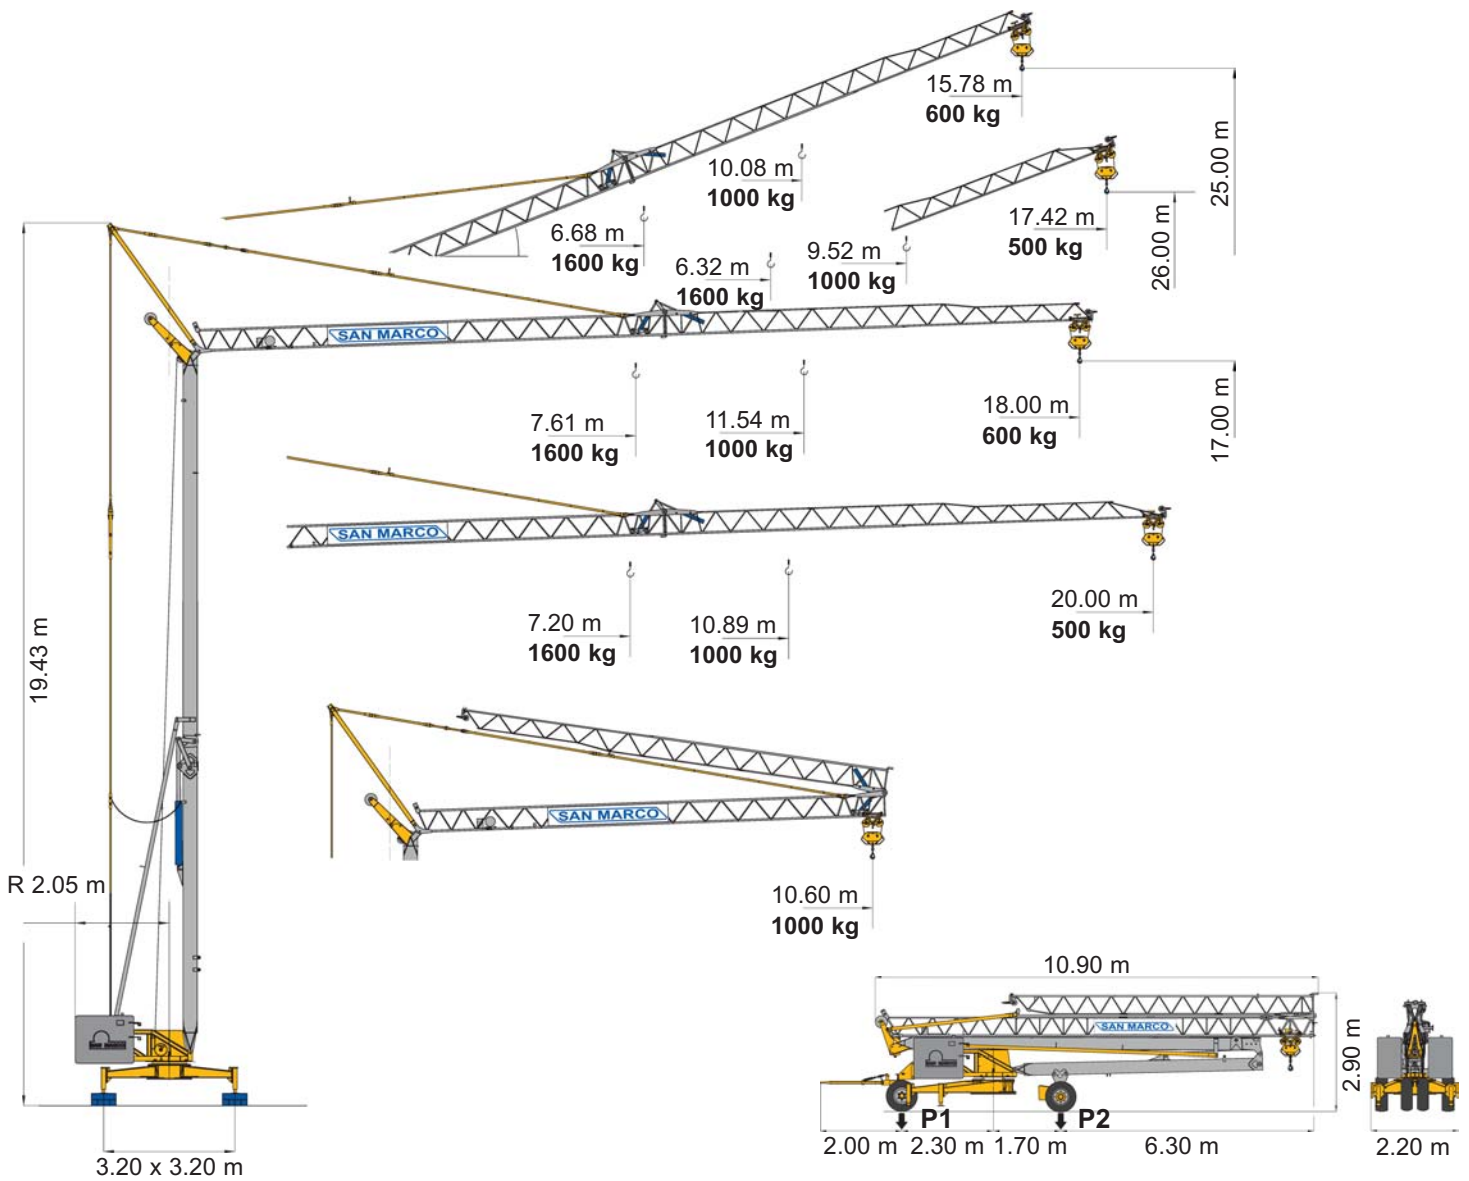 15.78 m
600 kg
10.08 m
1000 kg
25.00 m
6.68 m
1600 kg
17.42 m
500 kg
26.00 m
6.32 m
1600 kg
9.52 m
1000 kg
SAN MARCO
7.61 m
1600 kg
11.54 m
1000 kg
18.00 m
600 kg
17.00 m
SAN MARCO
7.20 m
1600 kg
10.89 m
1000 kg
20.00 m
500 kg
19.43 m
SAN MARCO
10.60 m
1000 kg
R 2.05 m
SAN MARCO
3.20 x 3.20 m
10.90 m
SAN MARCO
SAN MARCO
2.90 m
P1
P2
2.00 m
2.30 m
1.70 m
6.30 m
2.20 m